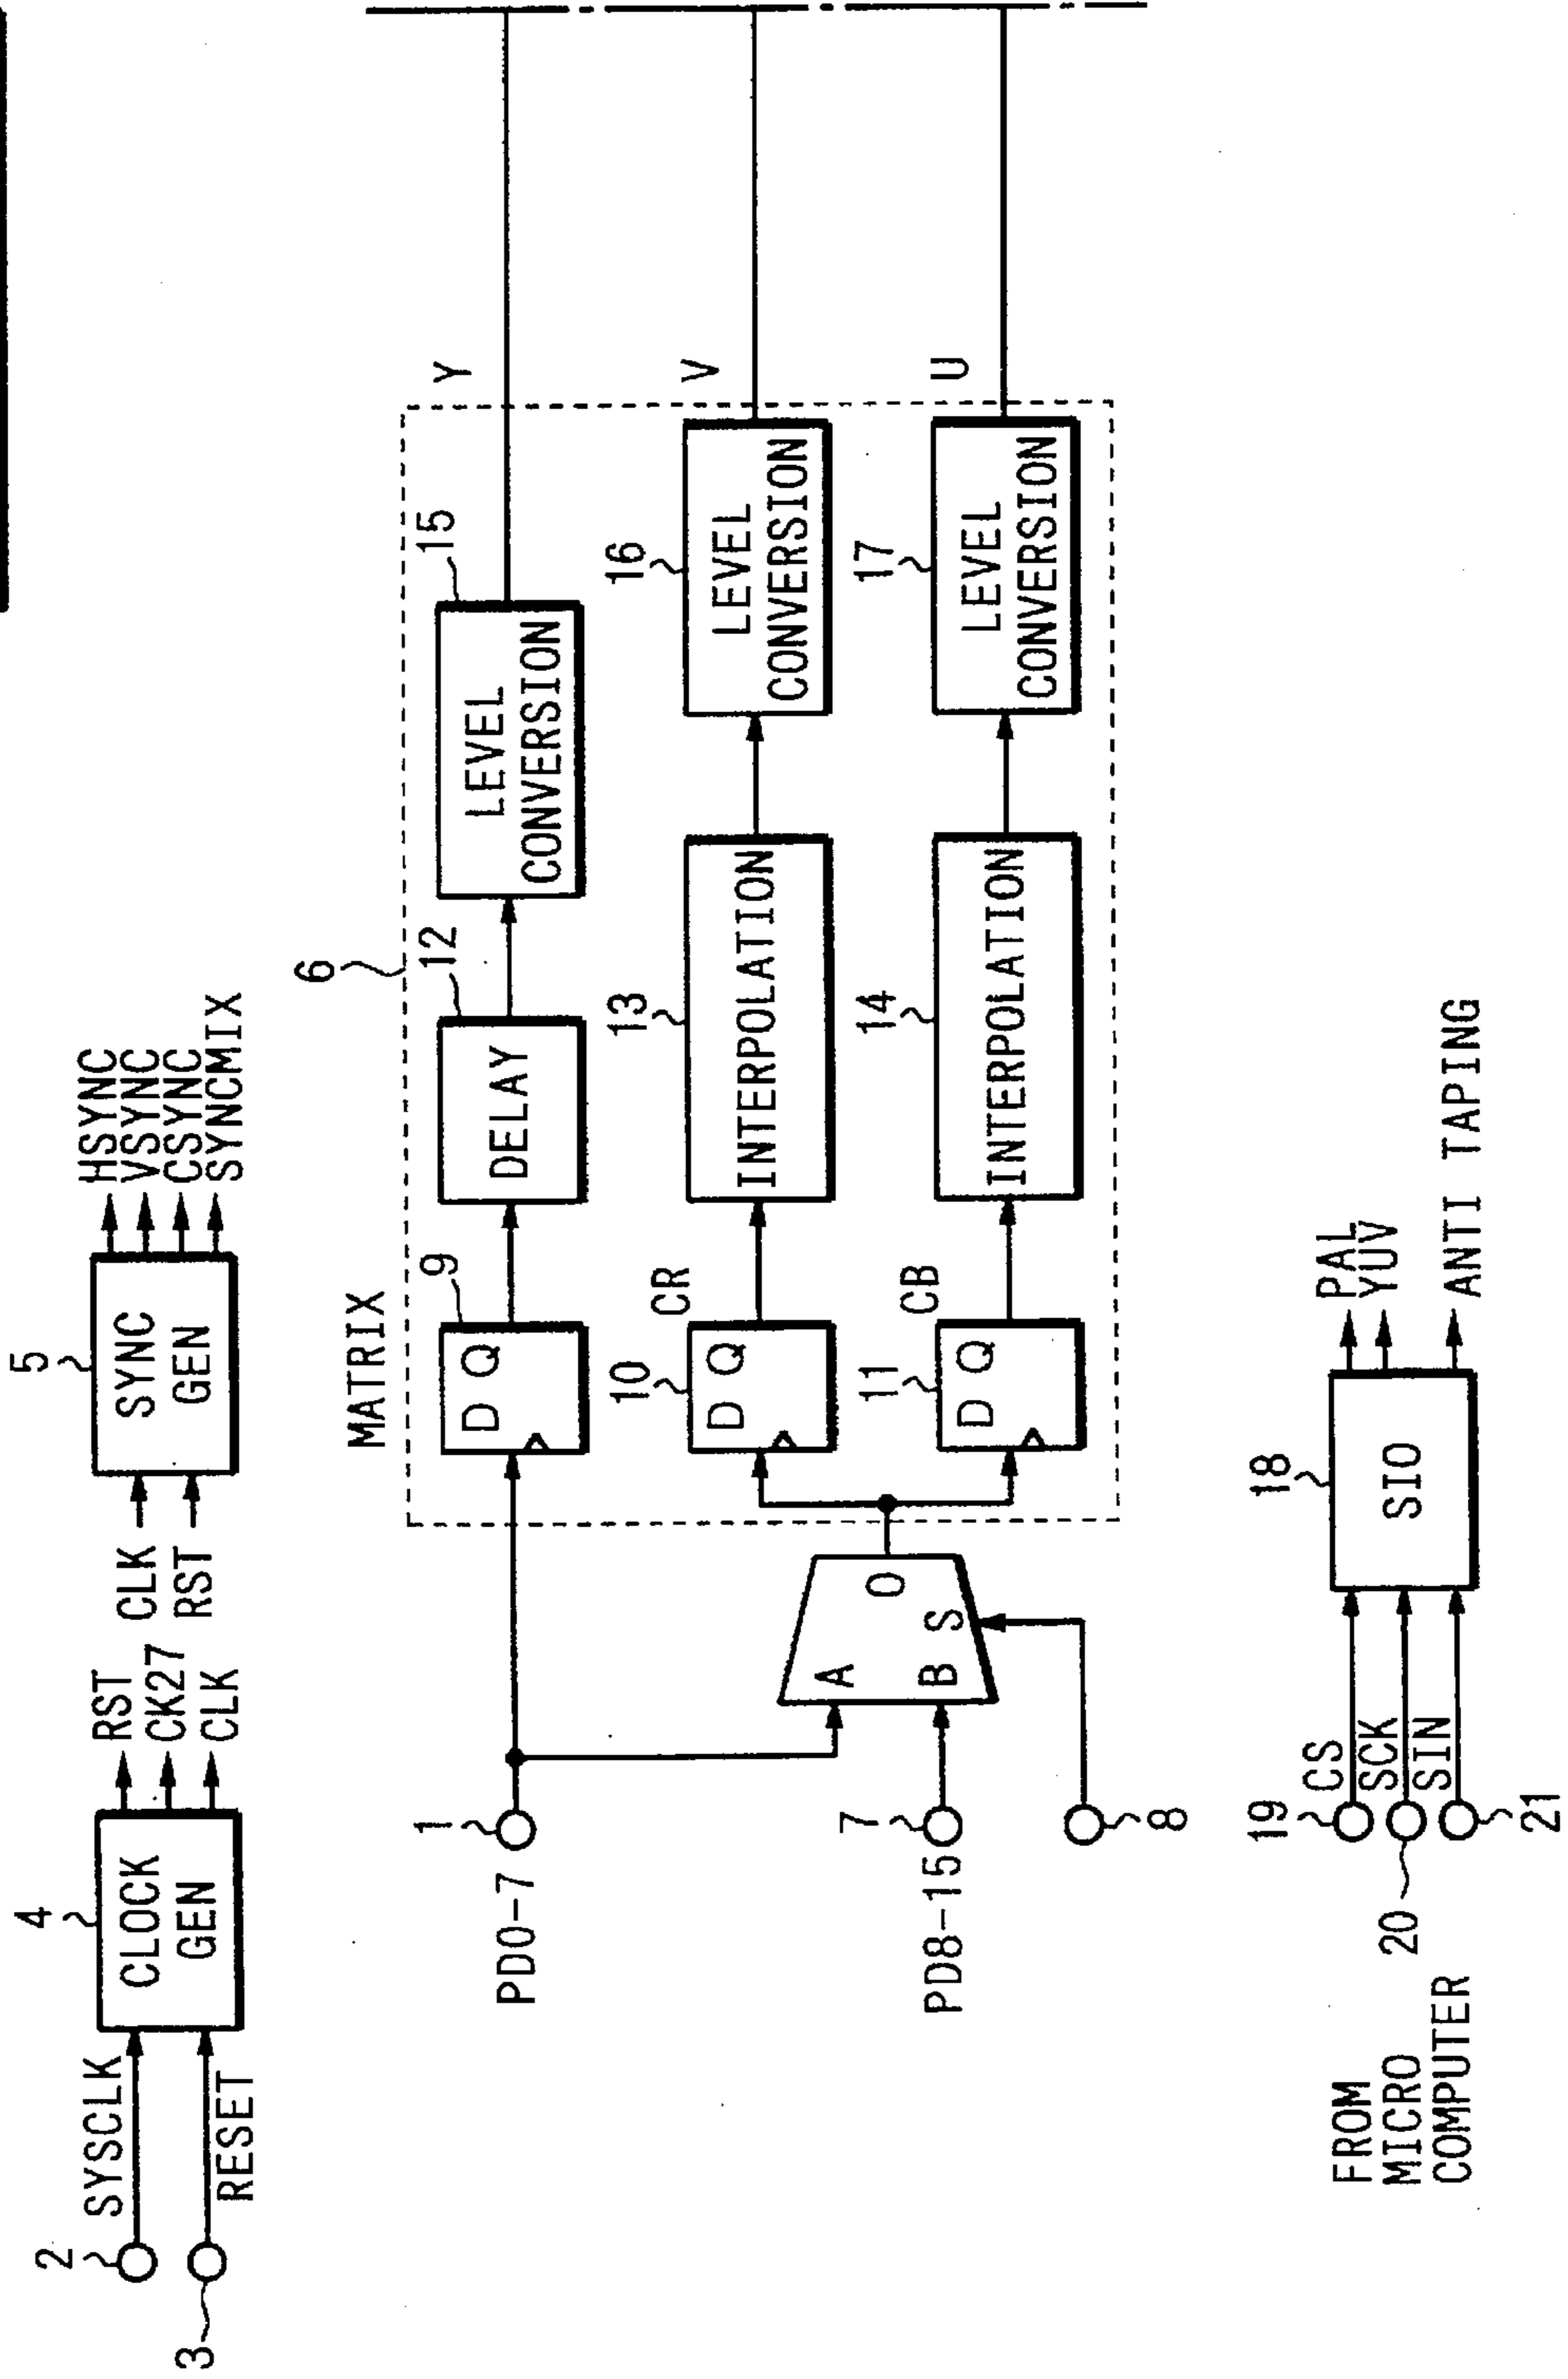 2
SYSCLK
3
RESET
4
CLOCK
GEN
RST
CK27
CLK
CLK
RST
5
SYNC
GEN
HSYNC
VSYNC
CSYNC
SYNCMIX
MATRIX
6
1
PD0-7
9
D Q
12
DELAY
15
LEVEL
CONVERSION
Y
7
PD8-15
8
A
B
S
O
10
D Q
CR
13
INTERPOLATION
16
LEVEL
CONVERSION
V
11
D Q
CB
14
INTERPOLATION
17
LEVEL
CONVERSION
U
FROM
MICRO
COMPUTER
19
CS
20
SCK
21
SIN
18
SIO
PAL
YUV
ANTI TAPING